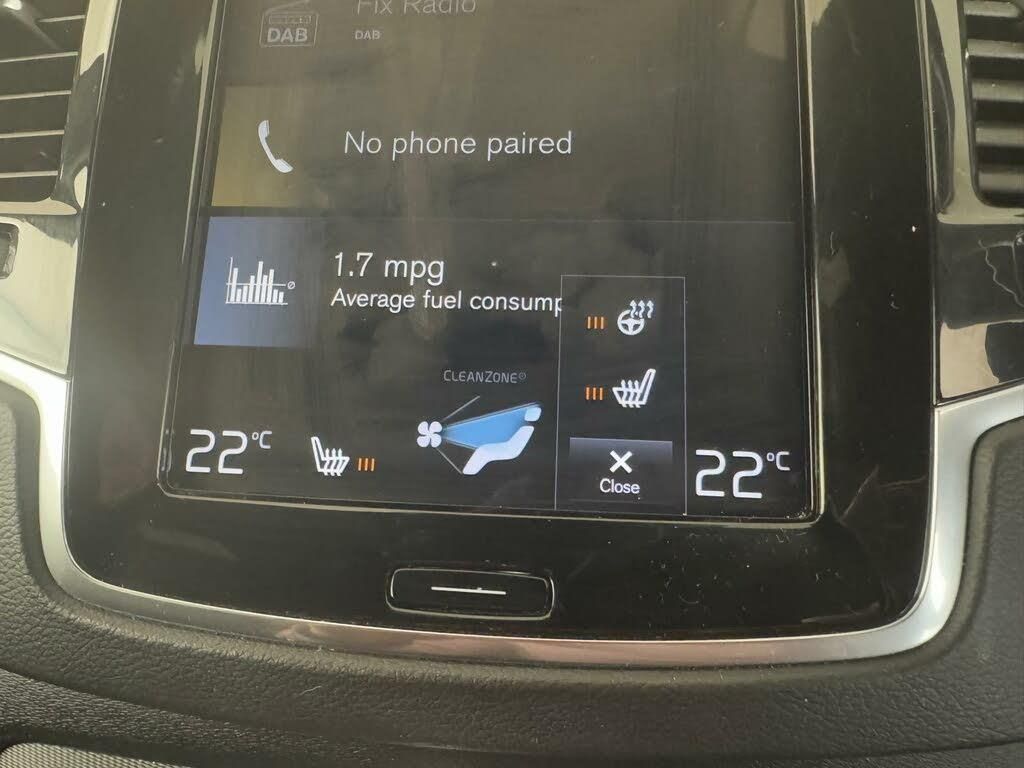 Fix Radio
DAB
DAB
No phone paired
1.7 mpg
Average fuel consump
CLEANZONE
22°C
Close
22°C